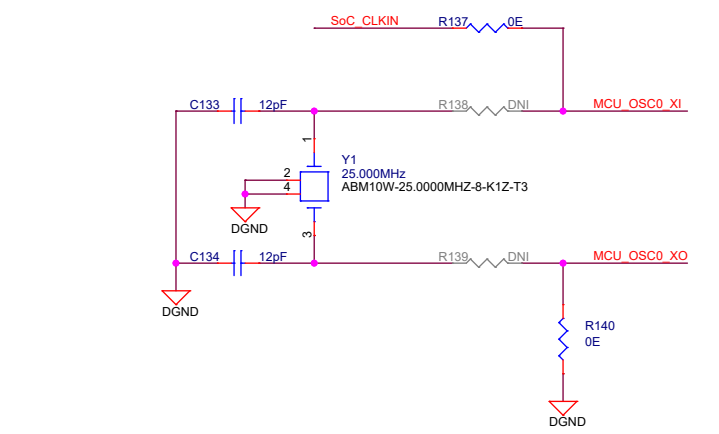 SoC_CLKIN
R137 0E
C133 12pF
R138 DNI
MCU_OSC0_XI
1
Y1
2
25.000MHz
4
ABM10W-25.0000MHZ-8-K1Z-T3
DGND
3
C134 12pF
R139 DNI
MCU_OSC0_XO
DGND
R140
0E
DGND